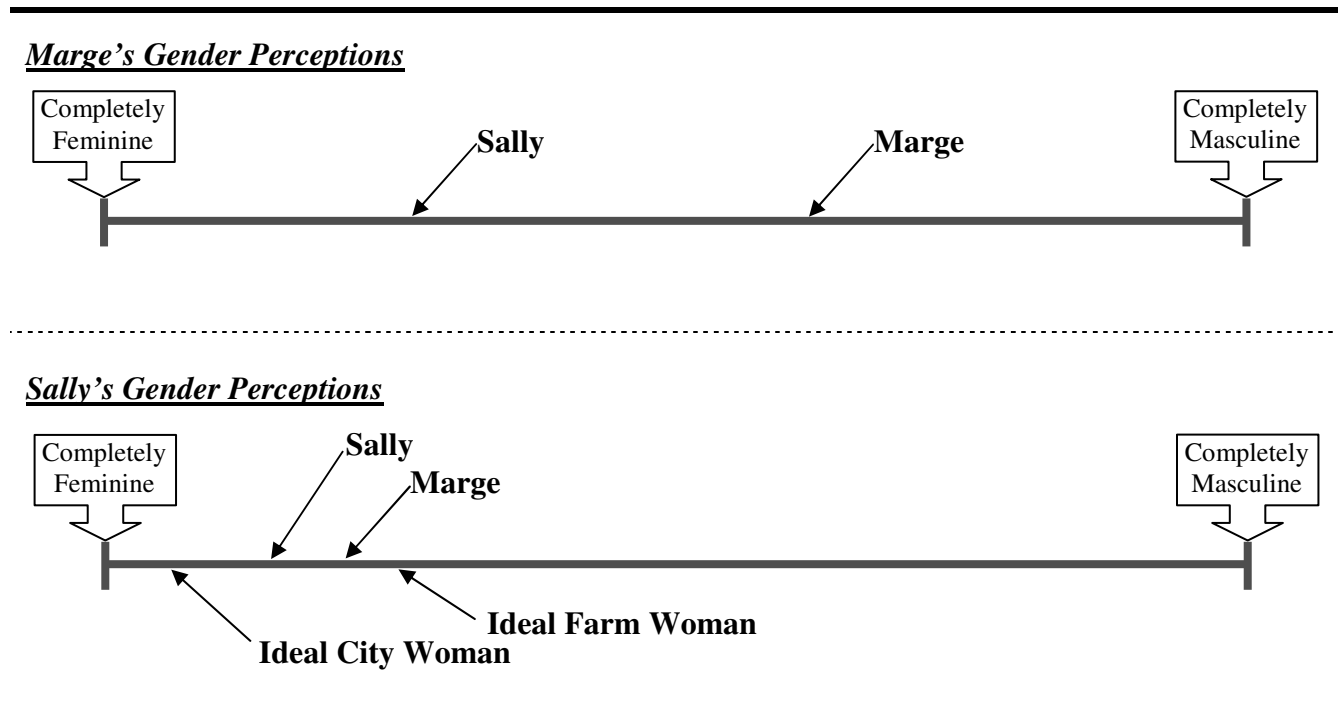 Marge's Gender Perceptions
Completely
Feminine
Sally
Marge
Completely
Masculine
Sally's Gender Perceptions
Completely
Feminine
Sally
Marge
Completely
Masculine
Ideal Farm Woman
Ideal City Woman